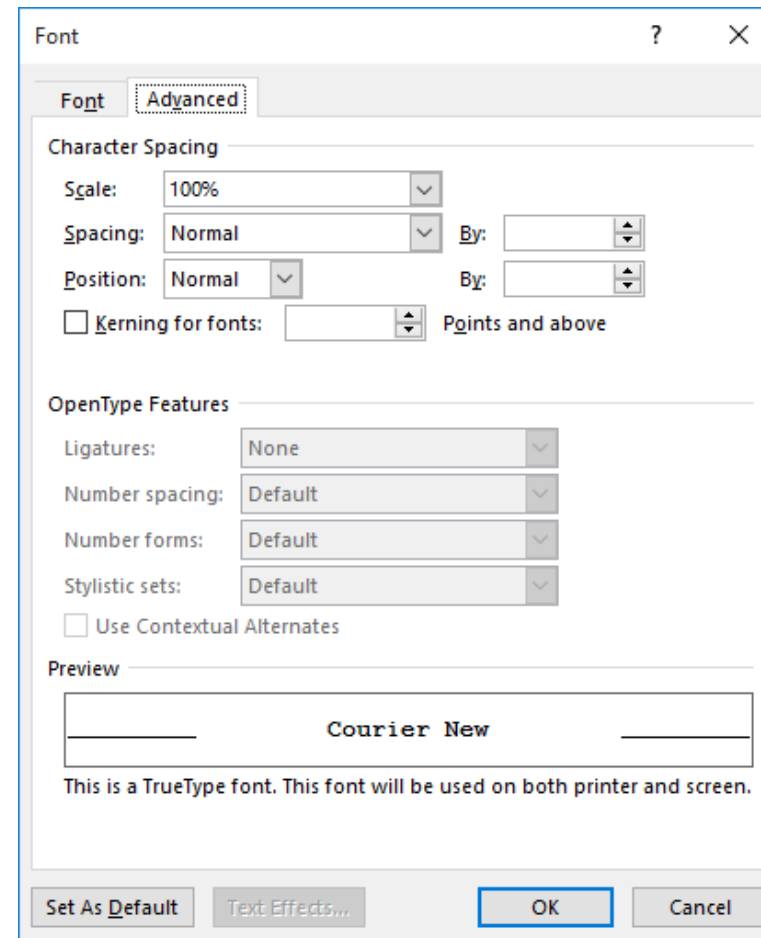 Font ?
Font Advanced
Character Spacing
Scale: 100%
Spacing: Normal By:
Position: Normal By:
Kerning for fonts: Points and above
OpenType Features
Ligatures: None
Number spacing: Default
Number forms: Default
Stylistic sets: Default
Use Contextual Alternates
Preview
Courier New
This is a TrueType font. This font will be used on both printer and screen.
Set As Default Text Effects... OK Cancel